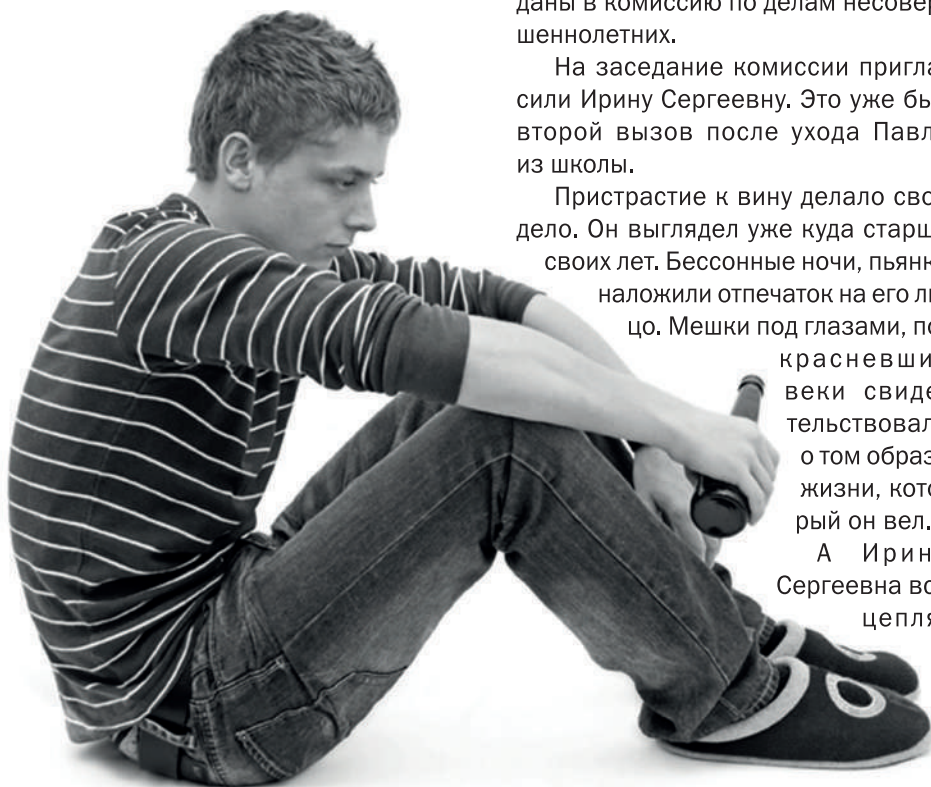 даны в комиссию по делам несовер
шеннолетних.
На заседание комиссии пригла
сили Ирину Сергеевну. Это уже бы
второй вызов после ухода Павл
из школы.
Пристрастие к вину делало сво
дело. Он выглядел уже куда старш
своих лет. Бессонные ночи, пьянк
наложили отпечаток на его ли
цо. Мешки под глазами, по
красневши
веки свиде
тельствовал
о том образ
жизни, кото
рый он вел.
А Ирин
Сергеевна вс
цепля